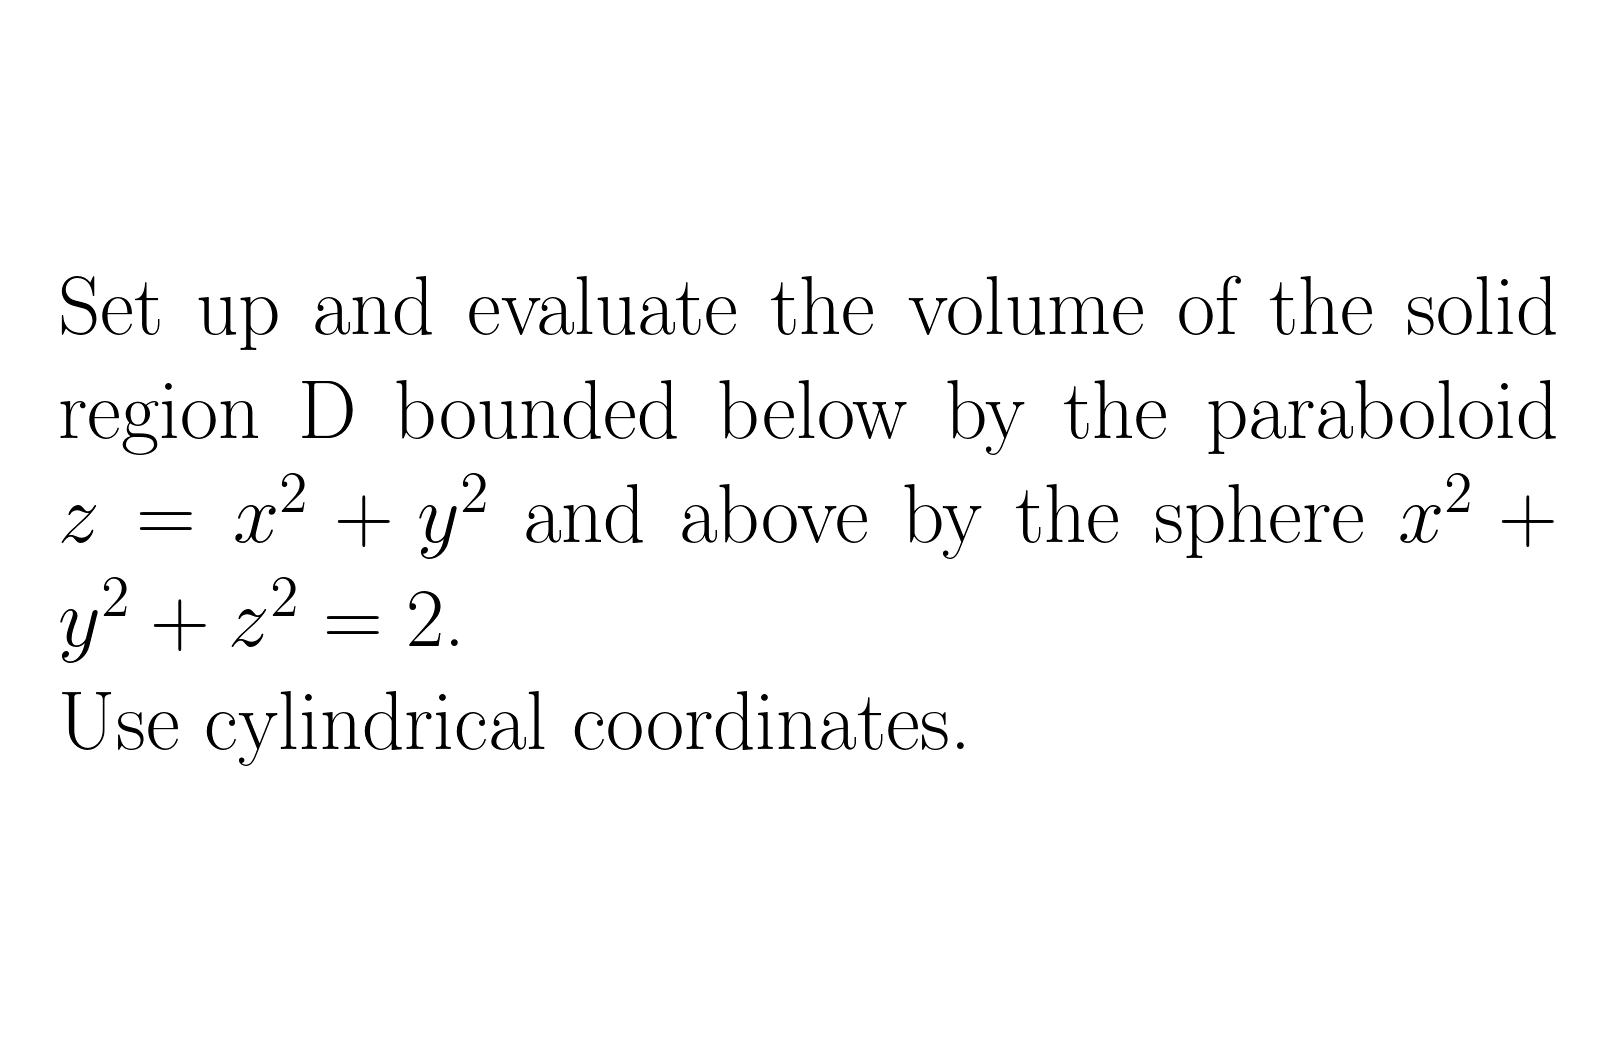 Set up and evaluate the volume of the solid
region D bounded below by the paraboloid
z = x² + y² and above by the sphere x² +
y² + z² = 2.
Use cylindrical coordinates.